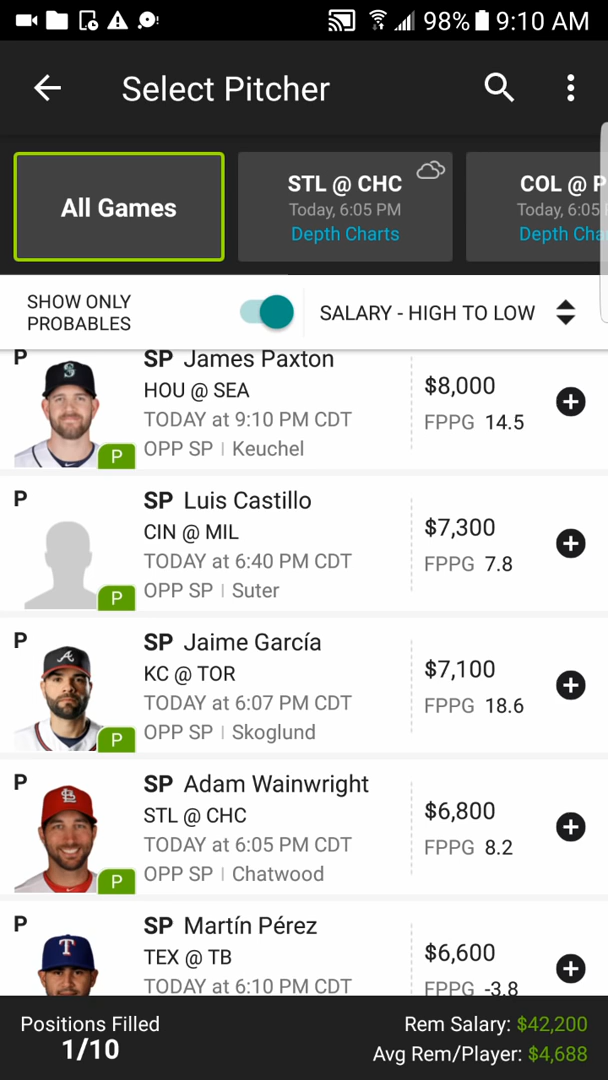 98% 9:10 AM
Select Pitcher
All Games
STL @ CHC
Today, 6:05 PM
Depth Charts
COL @ P
Today, 6:05
Depth Cha
SHOW ONLY
PROBABLES
SALARY - HIGH TO LOW
P
SP James Paxton
HOU @ SEA
TODAY at 9:10 PM CDT
OPP SP | Keuchel
P
$8,000
FPPG 14.5
P
SP Luis Castillo
CIN @ MIL
TODAY at 6:40 PM CDT
OPP SP | Suter
P
$7,300
FPPG 7.8
P
SP Jaime García
KC @ TOR
TODAY at 6:07 PM CDT
OPP SP | Skoglund
P
$7,100
FPPG 18.6
P
SP Adam Wainwright
STL @ CHC
TODAY at 6:05 PM CDT
OPP SP | Chatwood
P
$6,800
FPPG 8.2
P
SP Martín Pérez
TEX @ TB
TODAY at 6:10 PM CDT
$6,600
FPPG -3.8
Positions Filled
1/10
Rem Salary: $42,200
Avg Rem/Player: $4,688